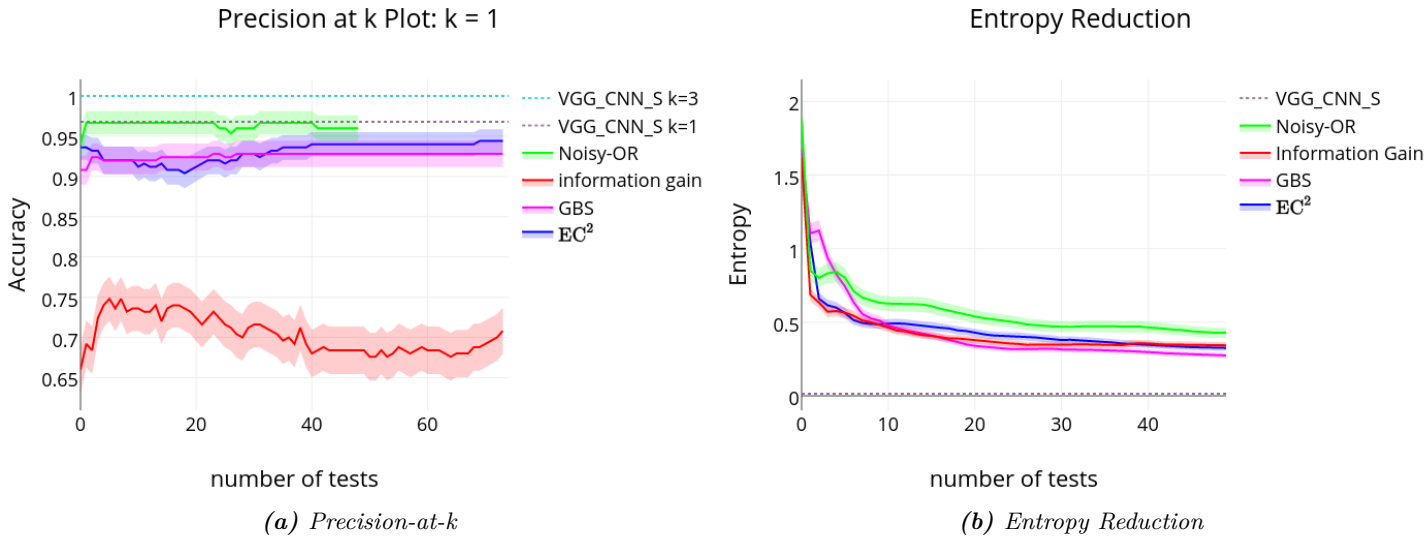 Precision at k Plot: k = 1
1
0.95
0.9
0.85
0.8
0.75
0.7
0.65
0
20
40
60
Accuracy
number of tests
VGG_CNN_S k=3
VGG_CNN_S k=1
Noisy-OR
information gain
GBS
EC²
(a) Precision-at-k
Entropy Reduction
2
1.5
1
0.5
0
0
10
20
30
40
Entropy
number of tests
VGG_CNN_S
Noisy-OR
Information Gain
GBS
EC²
(b) Entropy Reduction